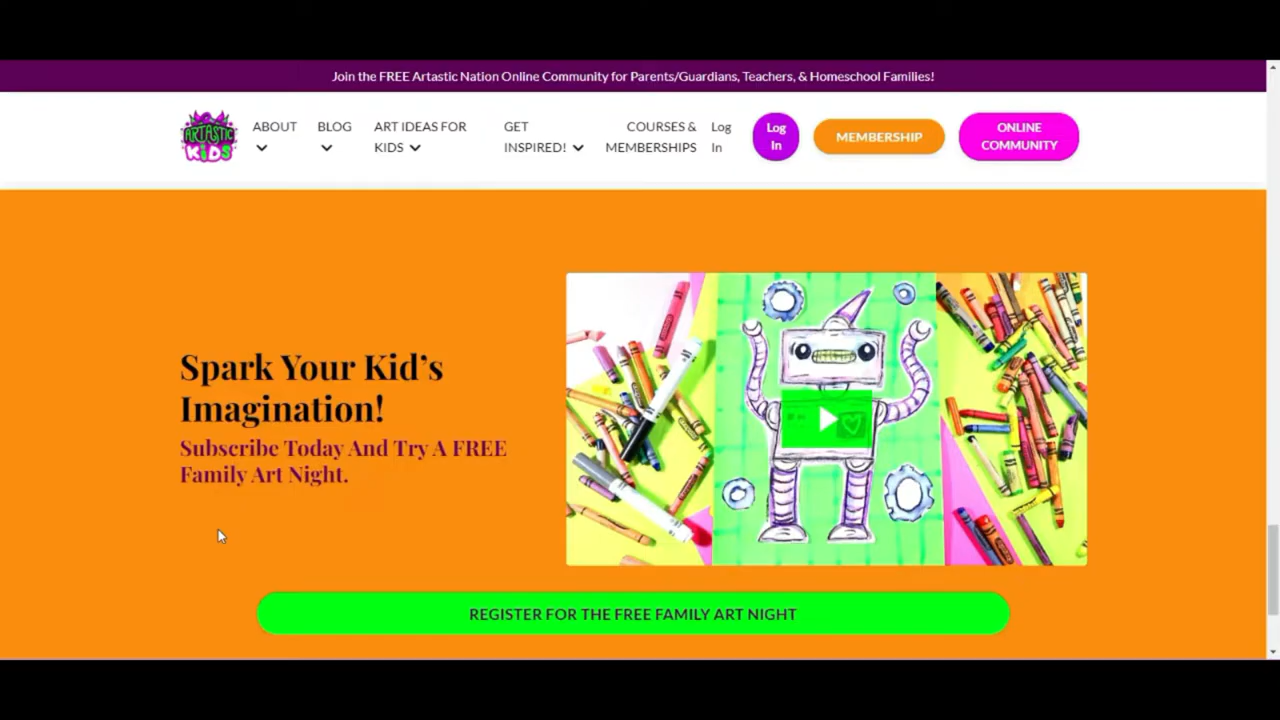 Join the FREE Artastic Nation Online Community for Parents/Guardians, Teachers, & Homeschool Families!
ARTASTIC
KiDS
ABOUT
BLOG
ART IDEAS FOR
KIDS
GET
INSPIRED!
COURSES &
MEMBERSHIPS
Log
In
Log
In
MEMBERSHIP
ONLINE
COMMUNITY
Spark Your Kid's
Imagination!
Subscribe Today And Try A FREE
Family Art Night.
REGISTER FOR THE FREE FAMILY ART NIGHT